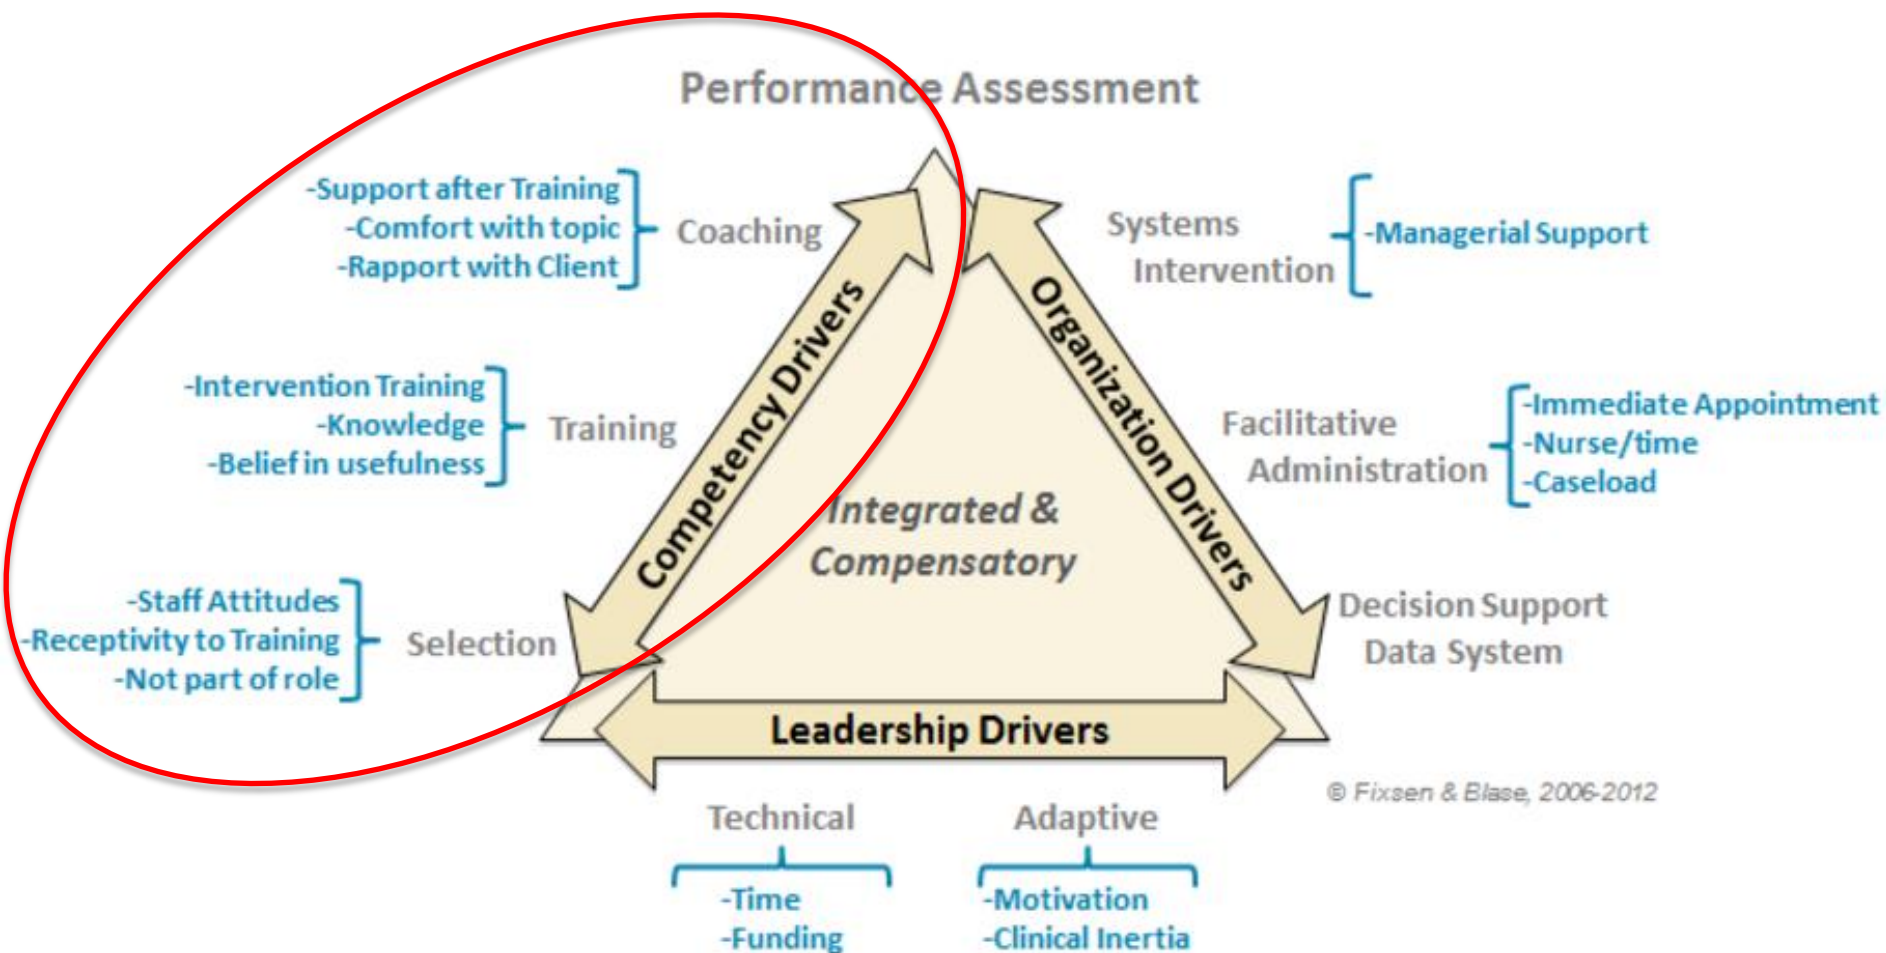 Performance Assessment
-Support after Training
-Comfort with topic
-Rapport with Client
Coaching
Systems
Intervention
-Managerial Support
-Intervention Training
-Knowledge
-Belief in usefulness
Training
Competency Drivers
Organization Drivers
Facilitative
Administration
-Immediate Appointment
-Nurse/time
-Caseload
Integrated &
Compensatory
-Staff Attitudes
-Receptivity to Training
-Not part of role
Selection
Decision Support
Data System
Leadership Drivers
© Fixsen & Blase, 2006-2012
Technical
Adaptive
-Time
-Funding
-Motivation
-Clinical Inertia